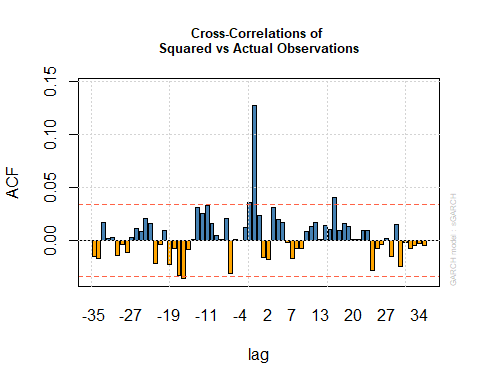 Cross-Correlations of
Squared vs Actual Observations
0.15
0.10
0.05
0.00
ACF
-35 -27 -19 -11 -4 2 7 13 20 27 34
lag
GARCH model : sGARCH